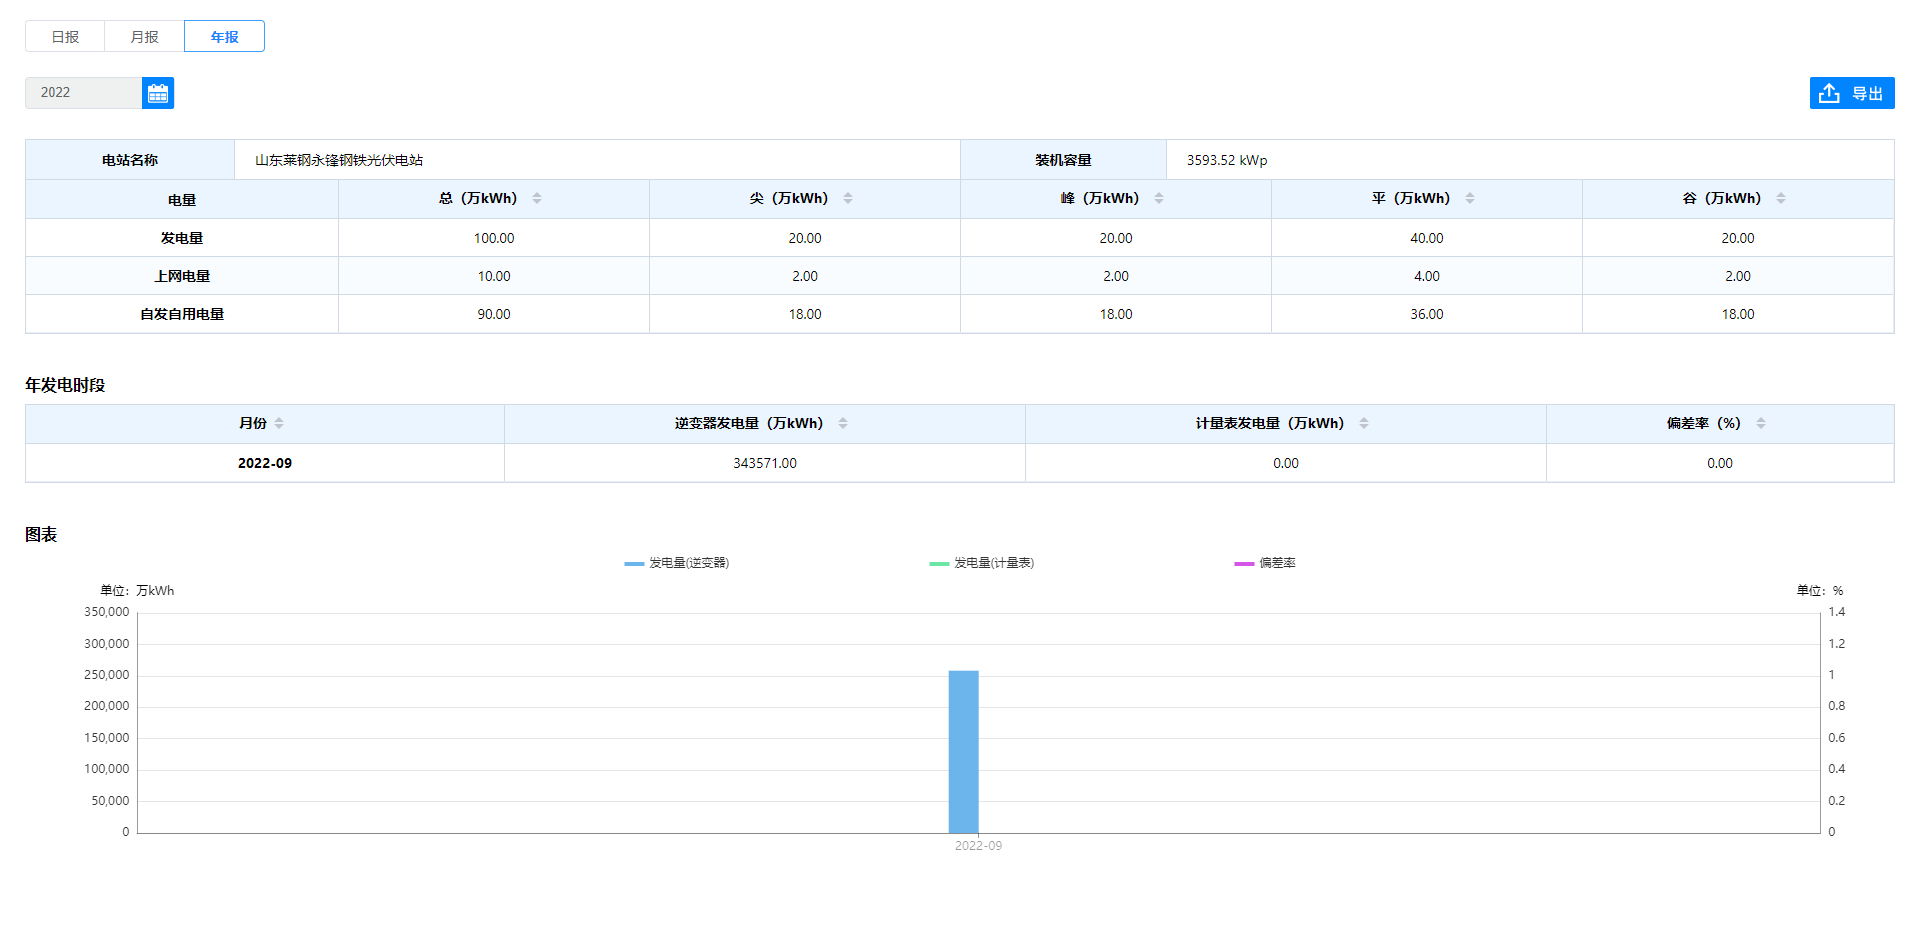 日报 月报 年报
2022 导出
电站名称 山东莱钢永锋钢铁光伏电站 装机容量 3593.52 kWp
电量 总（万kWh） 尖（万kWh） 峰（万kWh） 平（万kWh） 谷（万kWh）
发电量 100.00 20.00 20.00 40.00 20.00
上网电量 10.00 2.00 2.00 4.00 2.00
自发自用电量 90.00 18.00 18.00 36.00 18.00
年发电时段
月份 逆变器发电量（万kWh） 计量表发电量（万kWh） 偏差率（%）
2022-09 343571.00 0.00 0.00
图表
发电量(逆变器) 发电量(计量表) 偏差率
单位：万kWh 单位：%
350,000 1.4
300,000 1.2
250,000 1
200,000 0.8
150,000 0.6
100,000 0.4
50,000 0.2
0 0
2022-09